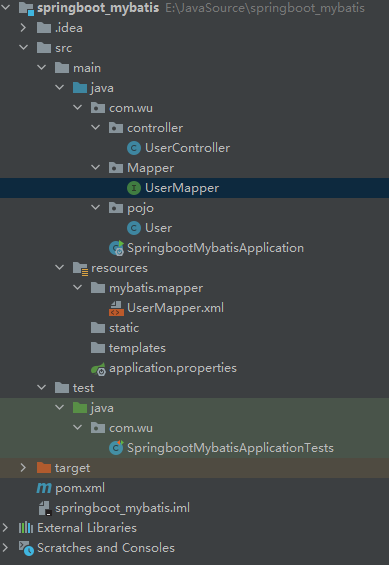 springboot_mybatis E:\JavaSource\springboot_mybatis
.idea
src
main
java
com.wu
controller
UserController
Mapper
UserMapper
pojo
User
SpringbootMybatisApplication
resources
mybatis.mapper
UserMapper.xml
static
templates
application.properties
test
java
com.wu
SpringbootMybatisApplicationTests
target
pom.xml
springboot_mybatis.iml
External Libraries
Scratches and Consoles